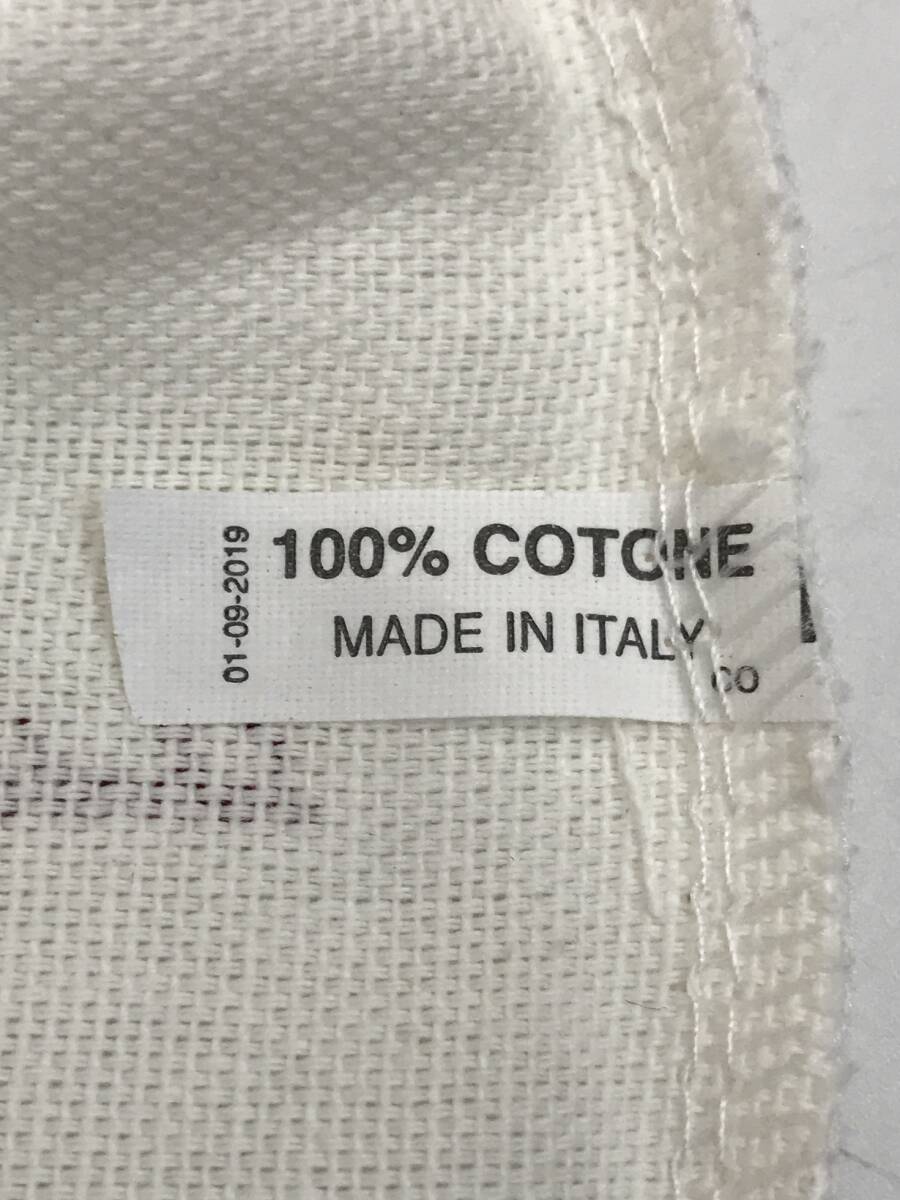 01-09-2019
100% COTONE
MADE IN ITALY
CO